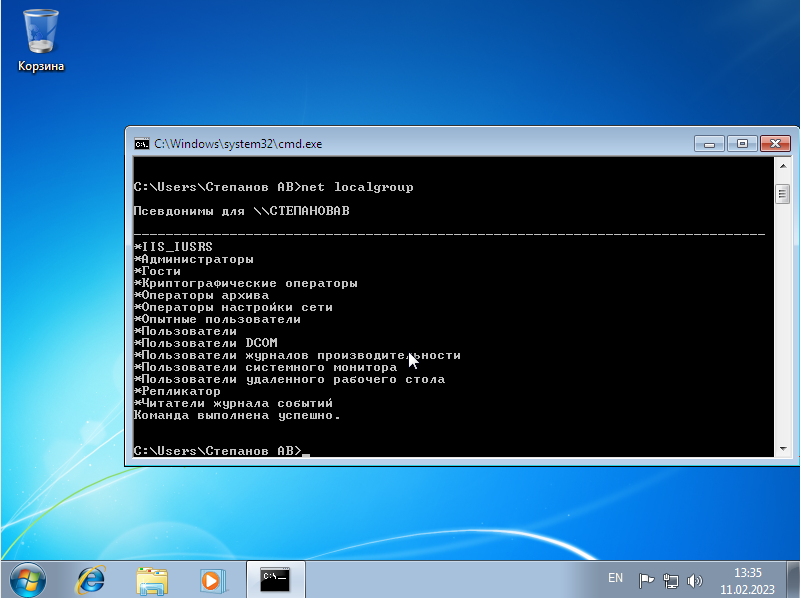 Корзина
C:\Windows\system32\cmd.exe
C:\Users\Степанов АВ>net localgroup
Псевдонимы для \\СТЕПАНОВАВ
-------------------------------------------------------------------------------
*IIS_IUSRS
*Администраторы
*Гости
*Криптографические операторы
*Операторы архива
*Операторы настройки сети
*Опытные пользователи
*Пользователи
*Пользователи DCOM
*Пользователи журналов производительности
*Пользователи системного монитора
*Пользователи удаленного рабочего стола
*Репликатор
*Читатели журнала событий
Команда выполнена успешно.
C:\Users\Степанов АВ>_
EN
13:35
11.02.2023